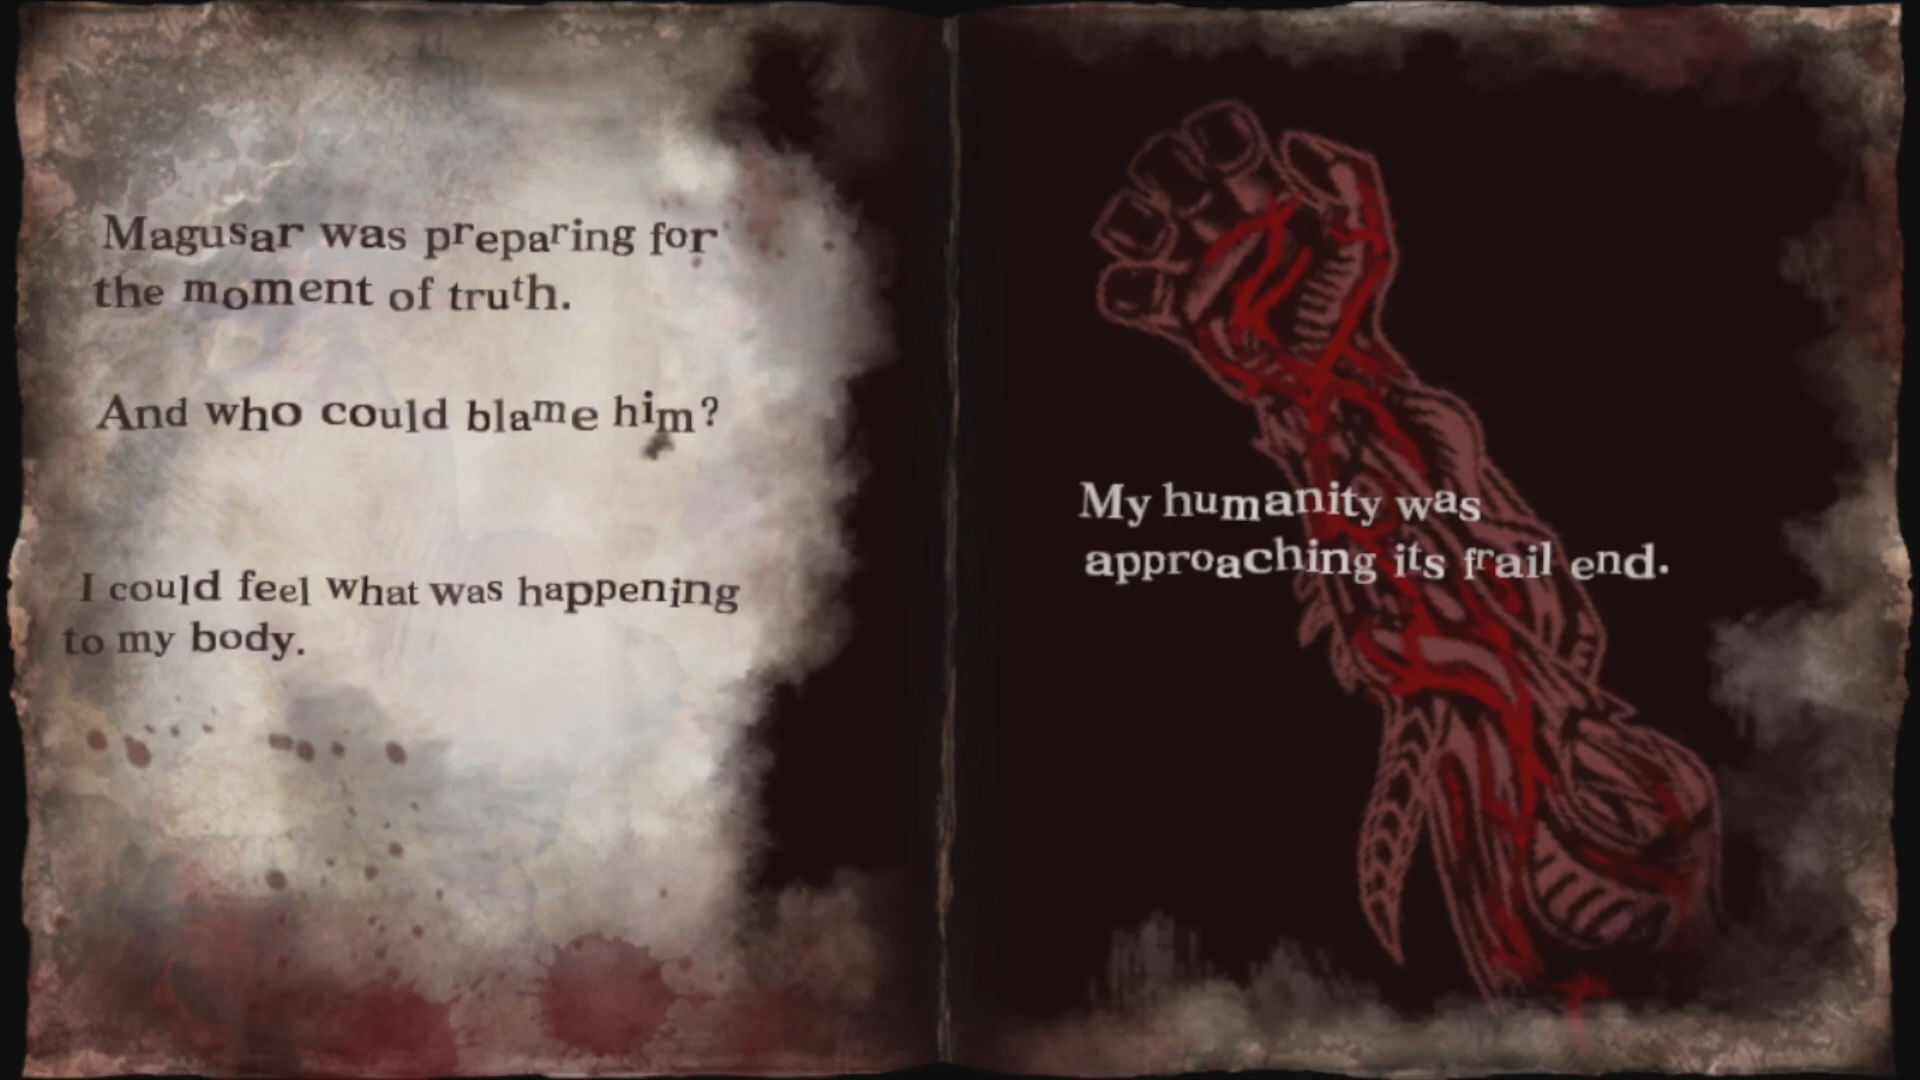 Magusar was preparing for
the moment of truth.
And who could blame him?
I could feel what was happening
to my body.
My humanity was
approaching its frail end.